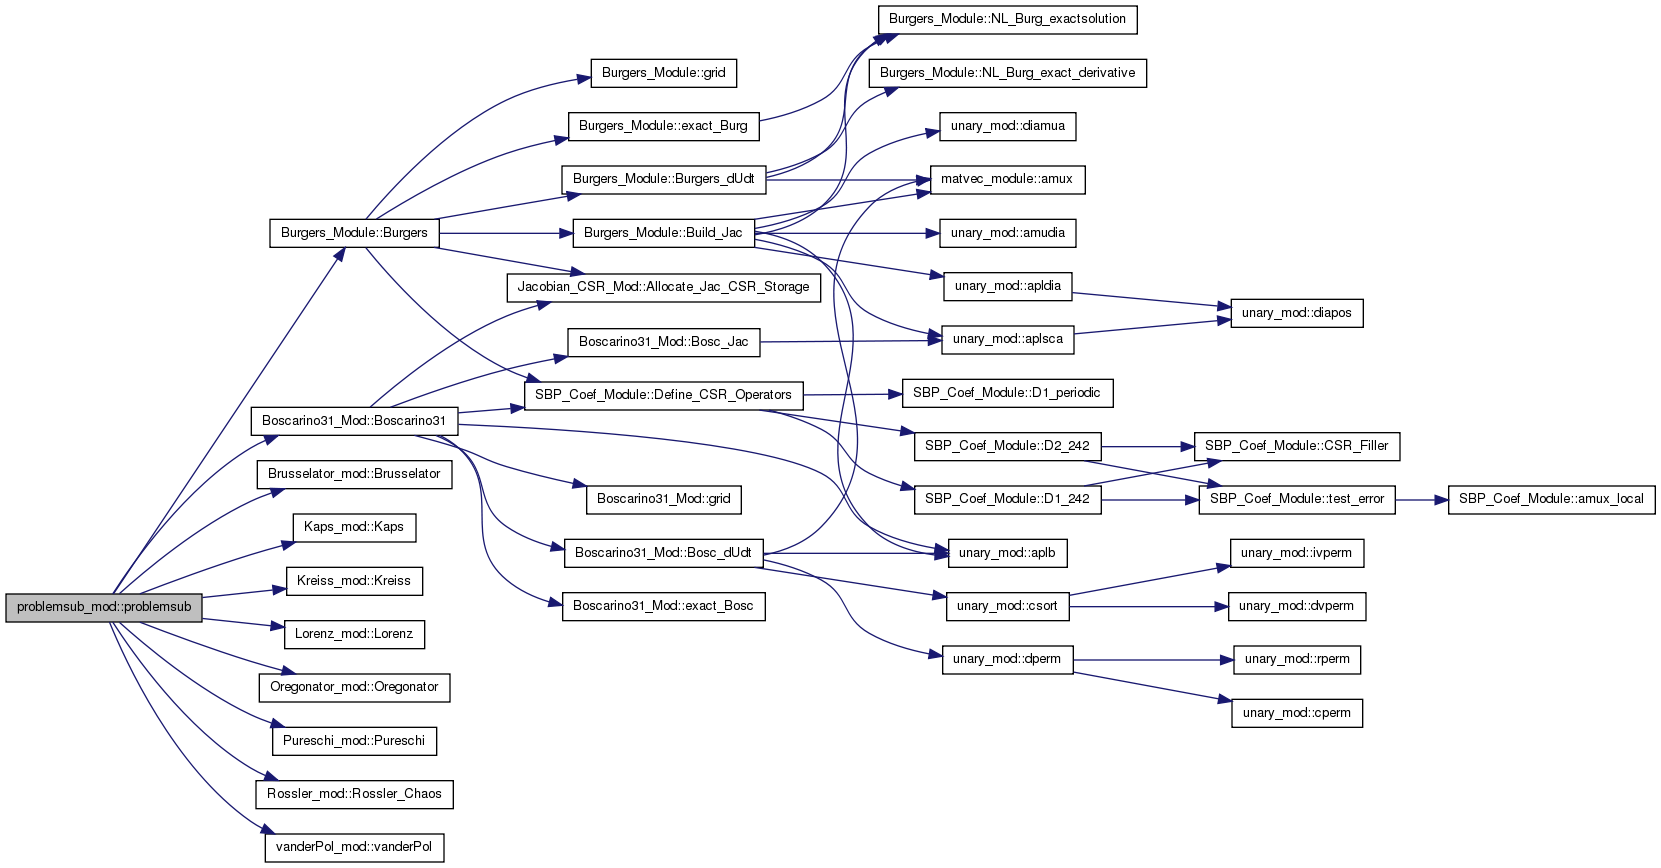 Burgers_Module::NL_Burg_exactsolution
Burgers_Module::grid
Burgers_Module::NL_Burg_exact_derivative
Burgers_Module::exact_Burg
unary_mod::diamua
Burgers_Module::Burgers_dUdt
matvec_module::amux
Burgers_Module::Burgers
Burgers_Module::Build_Jac
unary_mod::amudia
Jacobian_CSR_Mod::Allocate_Jac_CSR_Storage
unary_mod::apldia
unary_mod::diapos
Boscarino31_Mod::Bosc_Jac
unary_mod::aplsca
SBP_Coef_Module::Define_CSR_Operators
SBP_Coef_Module::D1_periodic
Boscarino31_Mod::Boscarino31
SBP_Coef_Module::D2_242
SBP_Coef_Module::CSR_Filler
Brusselator_mod::Brusselator
Boscarino31_Mod::grid
SBP_Coef_Module::D1_242
SBP_Coef_Module::test_error
SBP_Coef_Module::amux_local
Kaps_mod::Kaps
Boscarino31_Mod::Bosc_dUdt
unary_mod::aplb
unary_mod::ivperm
Kreiss_mod::Kreiss
problemsub_mod::problemsub
Boscarino31_Mod::exact_Bosc
unary_mod::csort
unary_mod::dvperm
Lorenz_mod::Lorenz
unary_mod::dperm
unary_mod::rperm
Oregonator_mod::Oregonator
unary_mod::cperm
Pureschi_mod::Pureschi
Rossler_mod::Rossler_Chaos
vanderPol_mod::vanderPol